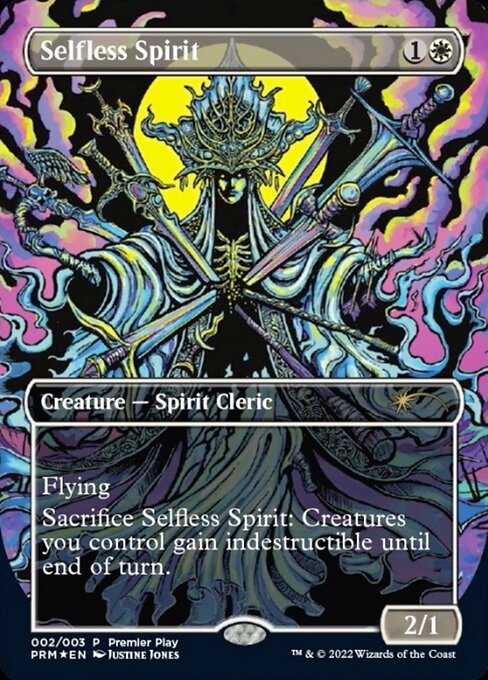 Selfless Spirit 1
Creature — Spirit Cleric
Flying
Sacrifice Selfless Spirit: Creatures
you control gain indestructible until
end of turn.
2/1
002/003 P Premier Play
PRM★EN Justine Jones
™ & © 2022 Wizards of the Coast